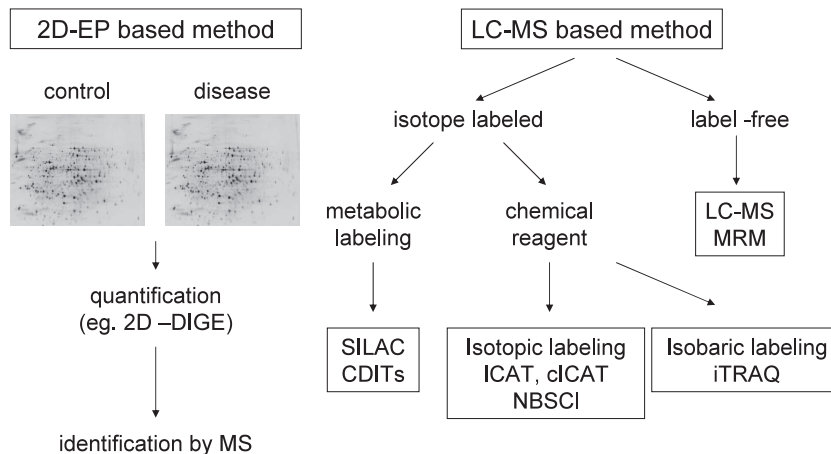 2D-EP based method
control
disease
quantification
(eg. 2D –DIGE)
identification by MS
LC-MS based method
isotope labeled
label -free
metabolic
labeling
chemical
reagent
LC-MS
MRM
SILAC
CDITs
Isotopic labeling
ICAT, cICAT
NBSCI
Isobaric labeling
iTRAQ